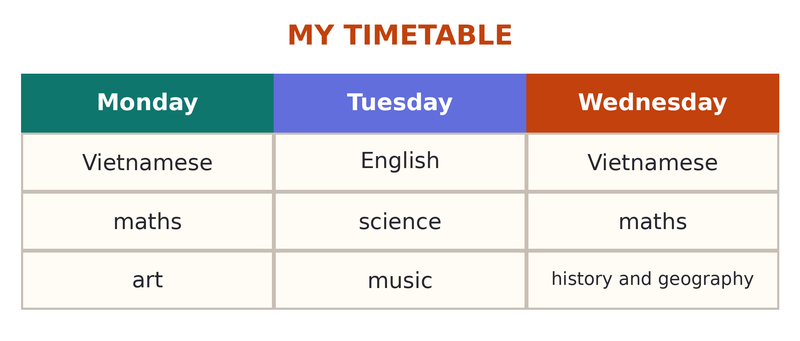 MY TIMETABLE
Monday Tuesday Wednesday
Vietnamese English Vietnamese
maths science maths
art music history and geography